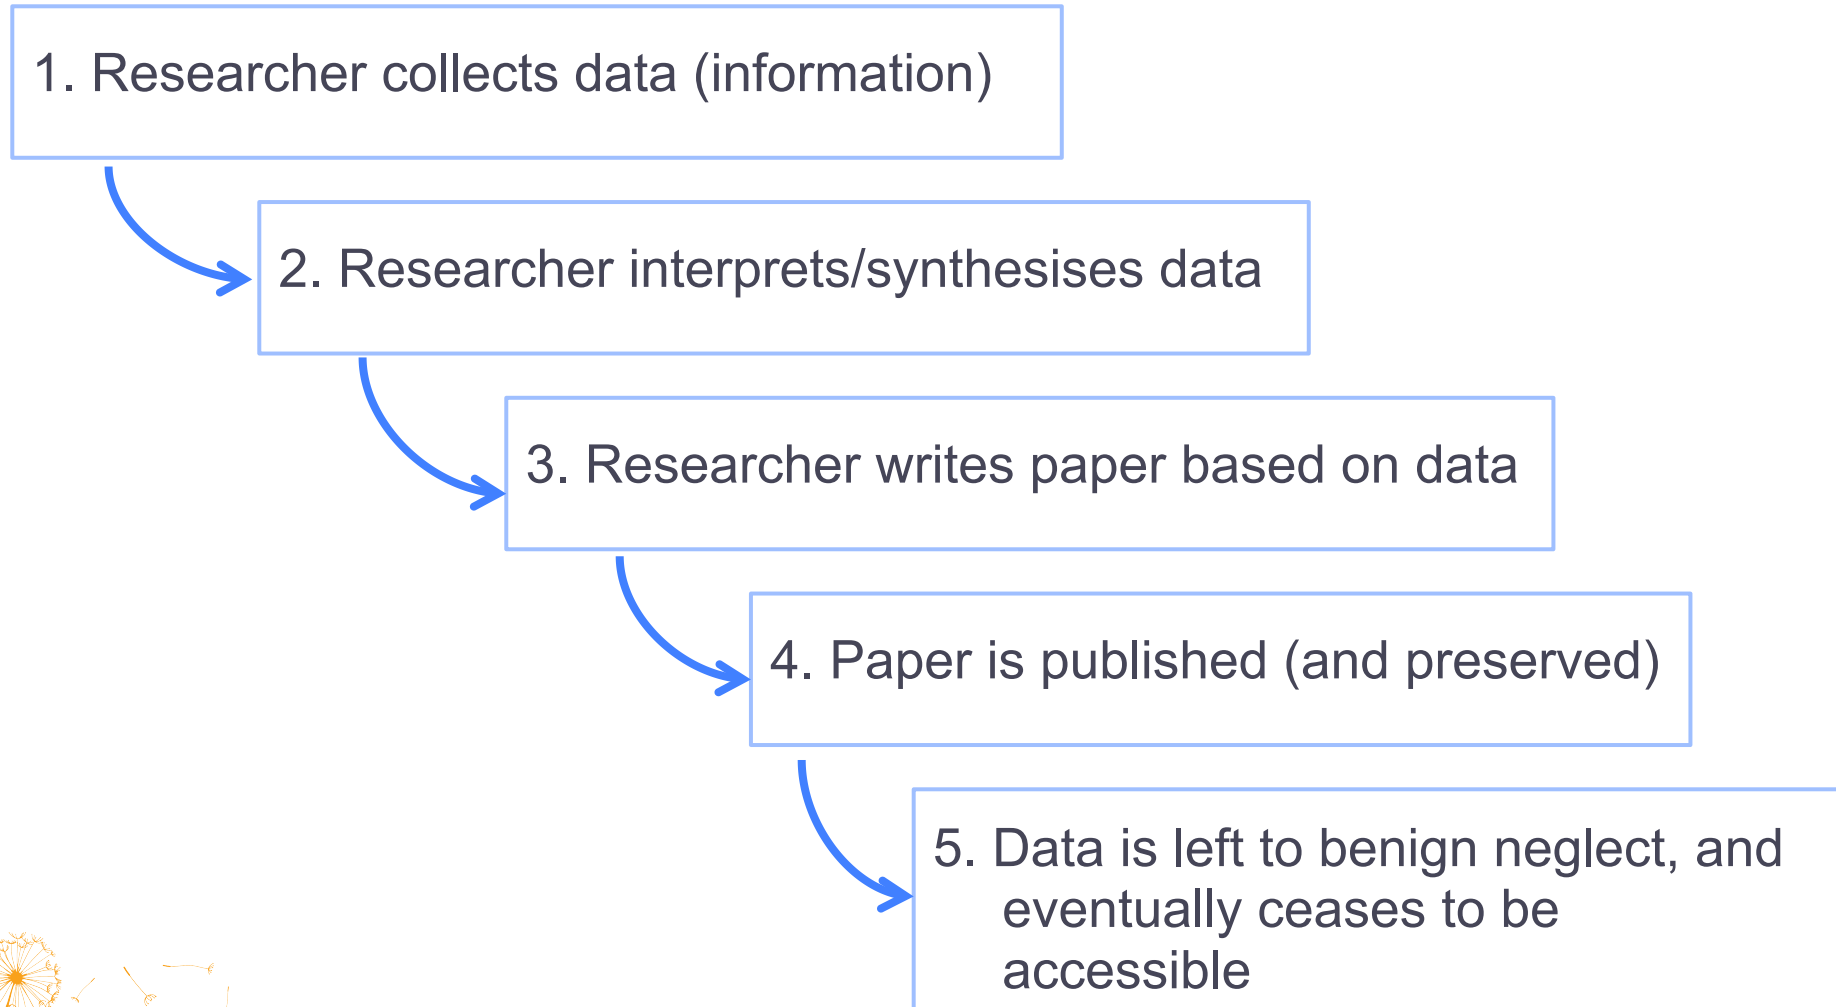 1. Researcher collects data (information)
2. Researcher interprets/synthesises data
3. Researcher writes paper based on data
4. Paper is published (and preserved)
5. Data is left to benign neglect, and
eventually ceases to be
accessible